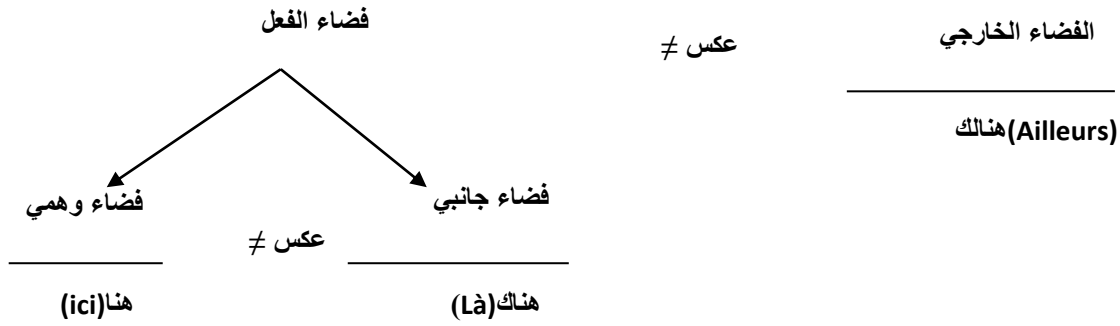 الفضاء الخارجي
عكس ≠
فضاء الفعل
هنالك(Ailleurs)
فضاء جانبي
فضاء وهمي
عكس ≠
هناك(Là)
هنا(ici)